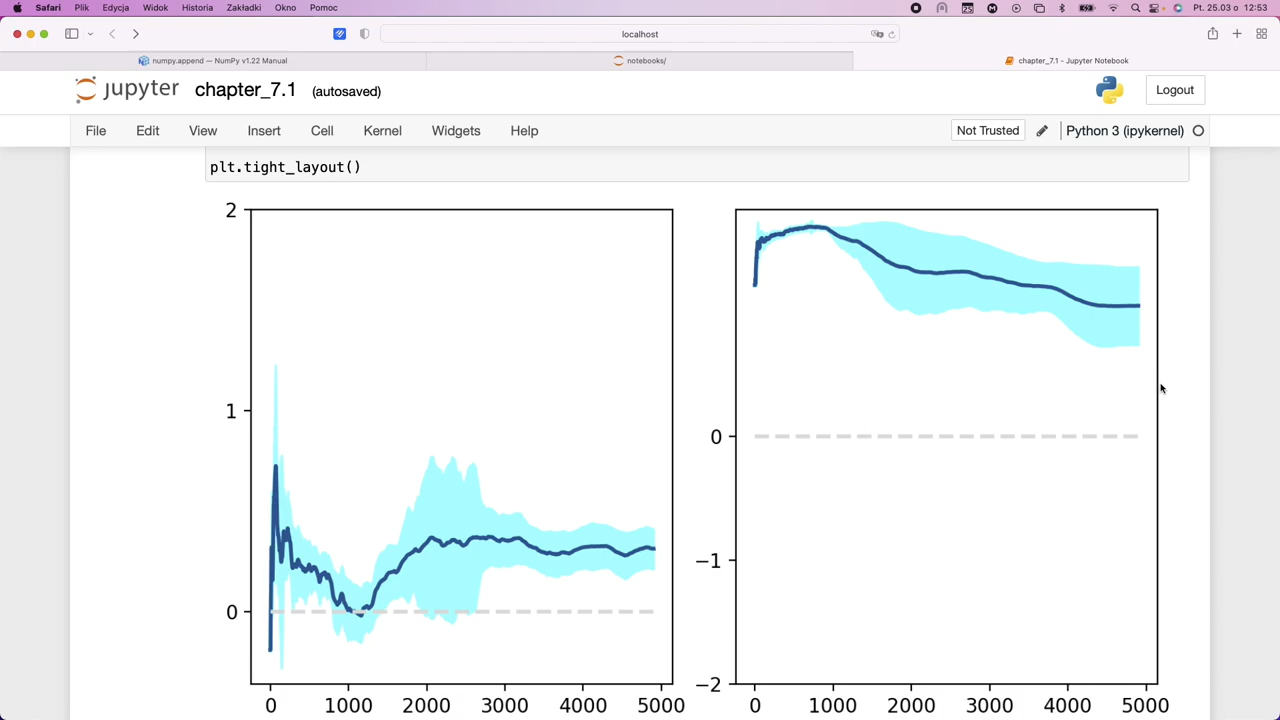 Safari Plik Edycja Widok Historia Zakładki Okno Pomoc Pt. 25.03 o 12:53
localhost
numpy.append — NumPy v1.22 Manual notebooks/ chapter_7.1 - Jupyter Notebook
jupyter chapter_7.1 (autosaved) Logout
File Edit View Insert Cell Kernel Widgets Help Not Trusted Python 3 (ipykernel)
plt.tight_layout()
2
1
0
0
−1
−2
0 1000 2000 3000 4000 5000 0 1000 2000 3000 4000 5000